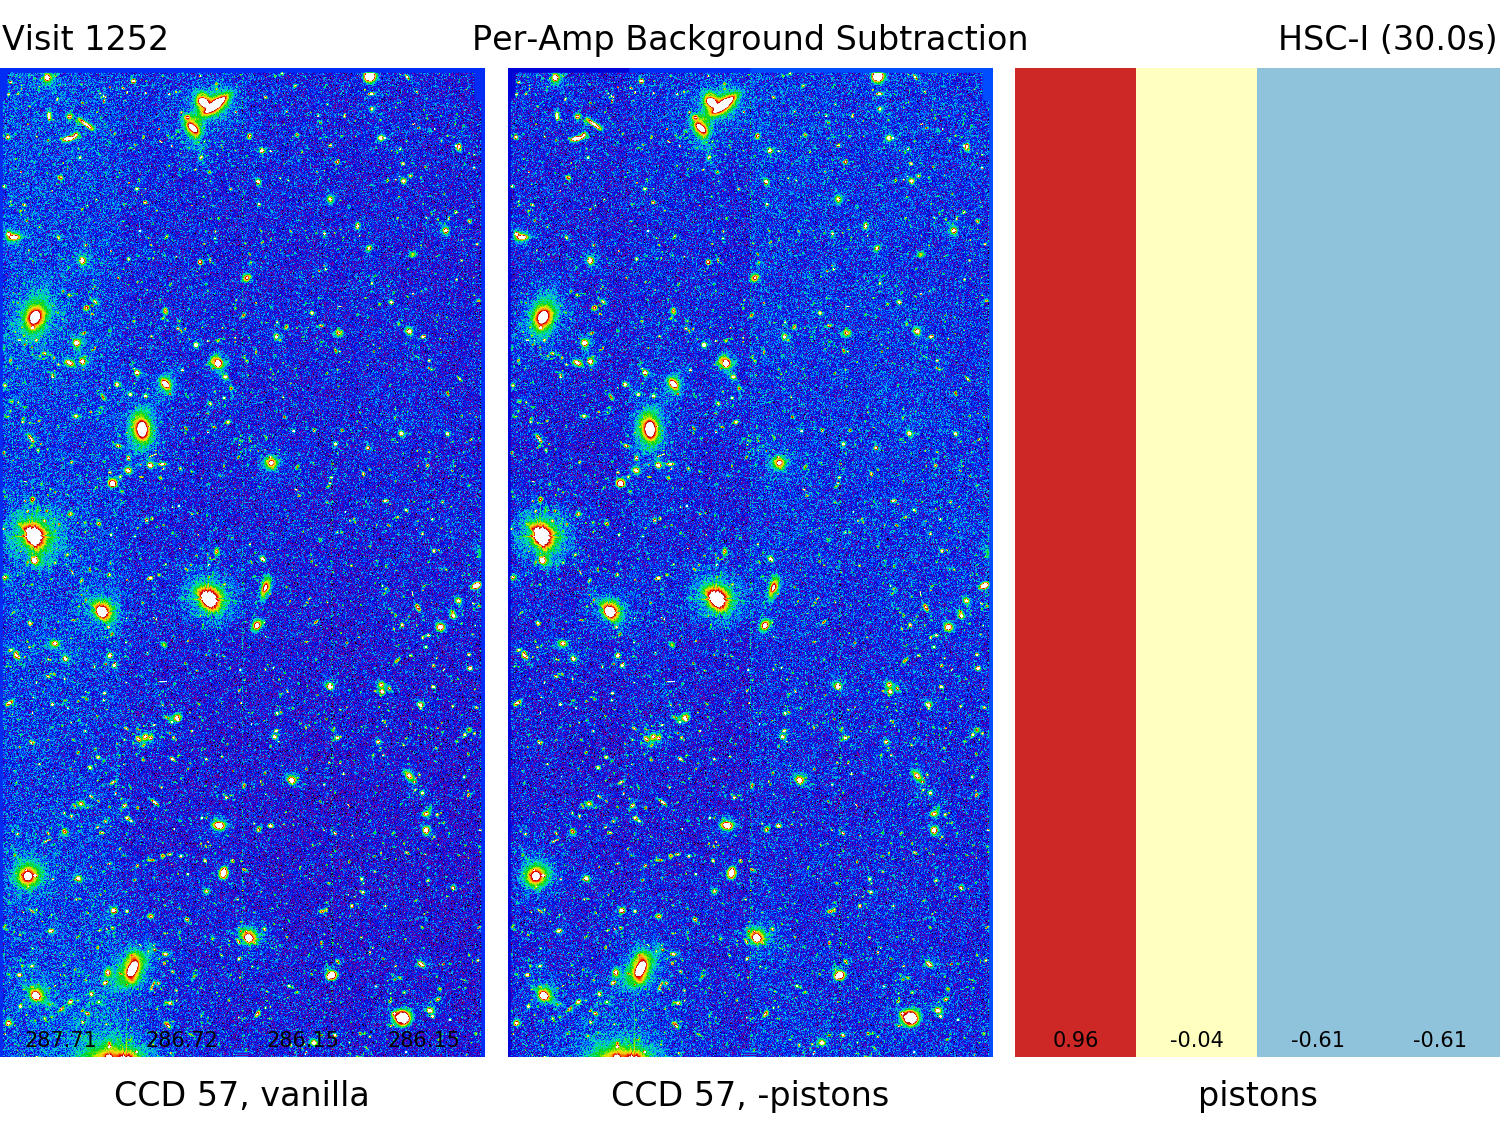 Visit 1252 Per-Amp Background Subtraction HSC-I (30.0s)
287.71 286.72 286.15 286.15 0.96 -0.04 -0.61 -0.61
CCD 57, vanilla CCD 57, -pistons pistons